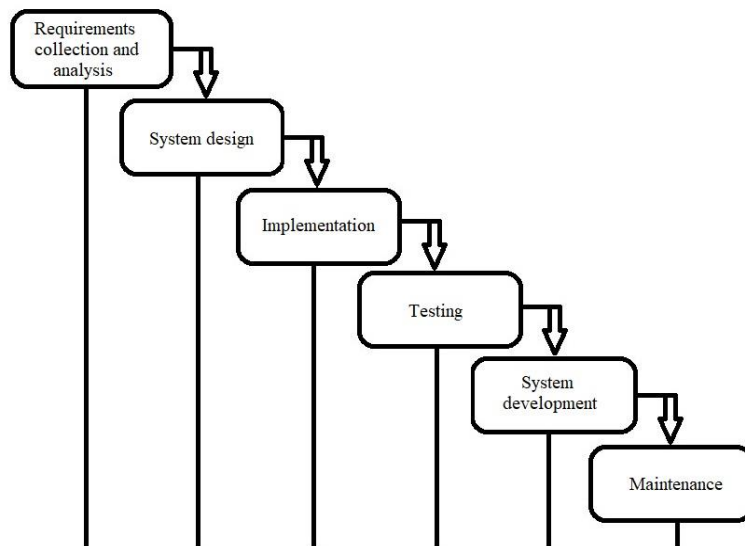 Requirements
collection and
analysis
System design
Implementation
Testing
System
development
Maintenance